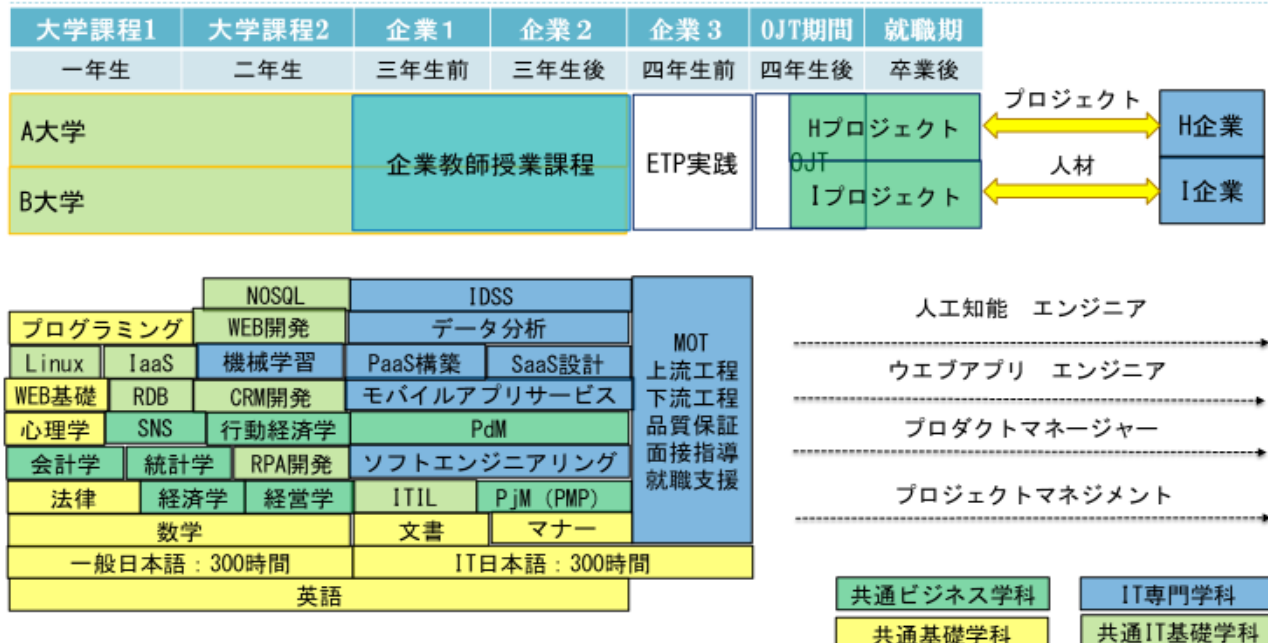 大学課程1 大学課程2 企業1 企業2 企業3 OJT期間 就職期
一年生 二年生 三年生前 三年生後 四年生前 四年生後 卒業後
A大学 企業教師授業課程 ETP実践 OJT Hプロジェクト プロジェクト H企業
B大学 Iプロジェクト 人材 I企業
NOSQL IDSS
プログラミング WEB開発 データ分析
Linux IaaS 機械学習 PaaS構築 SaaS設計
WEB基礎 RDB CRM開発 モバイルアプリサービス
心理学 SNS 行動経済学 PdM
会計学 統計学 RPA開発 ソフトエンジニアリング
法律 経済学 経営学 ITIL PjM (PMP)
数学 文書 マナー
一般日本語:300時間 IT日本語:300時間
英語
MOT
上流工程
下流工程
品質保証
面接指導
就職支援
人工知能 エンジニア
ウエブアプリ エンジニア
プロダクトマネージャー
プロジェクトマネジメント
共通ビジネス学科 IT専門学科
共通基礎学科 共通IT基礎学科